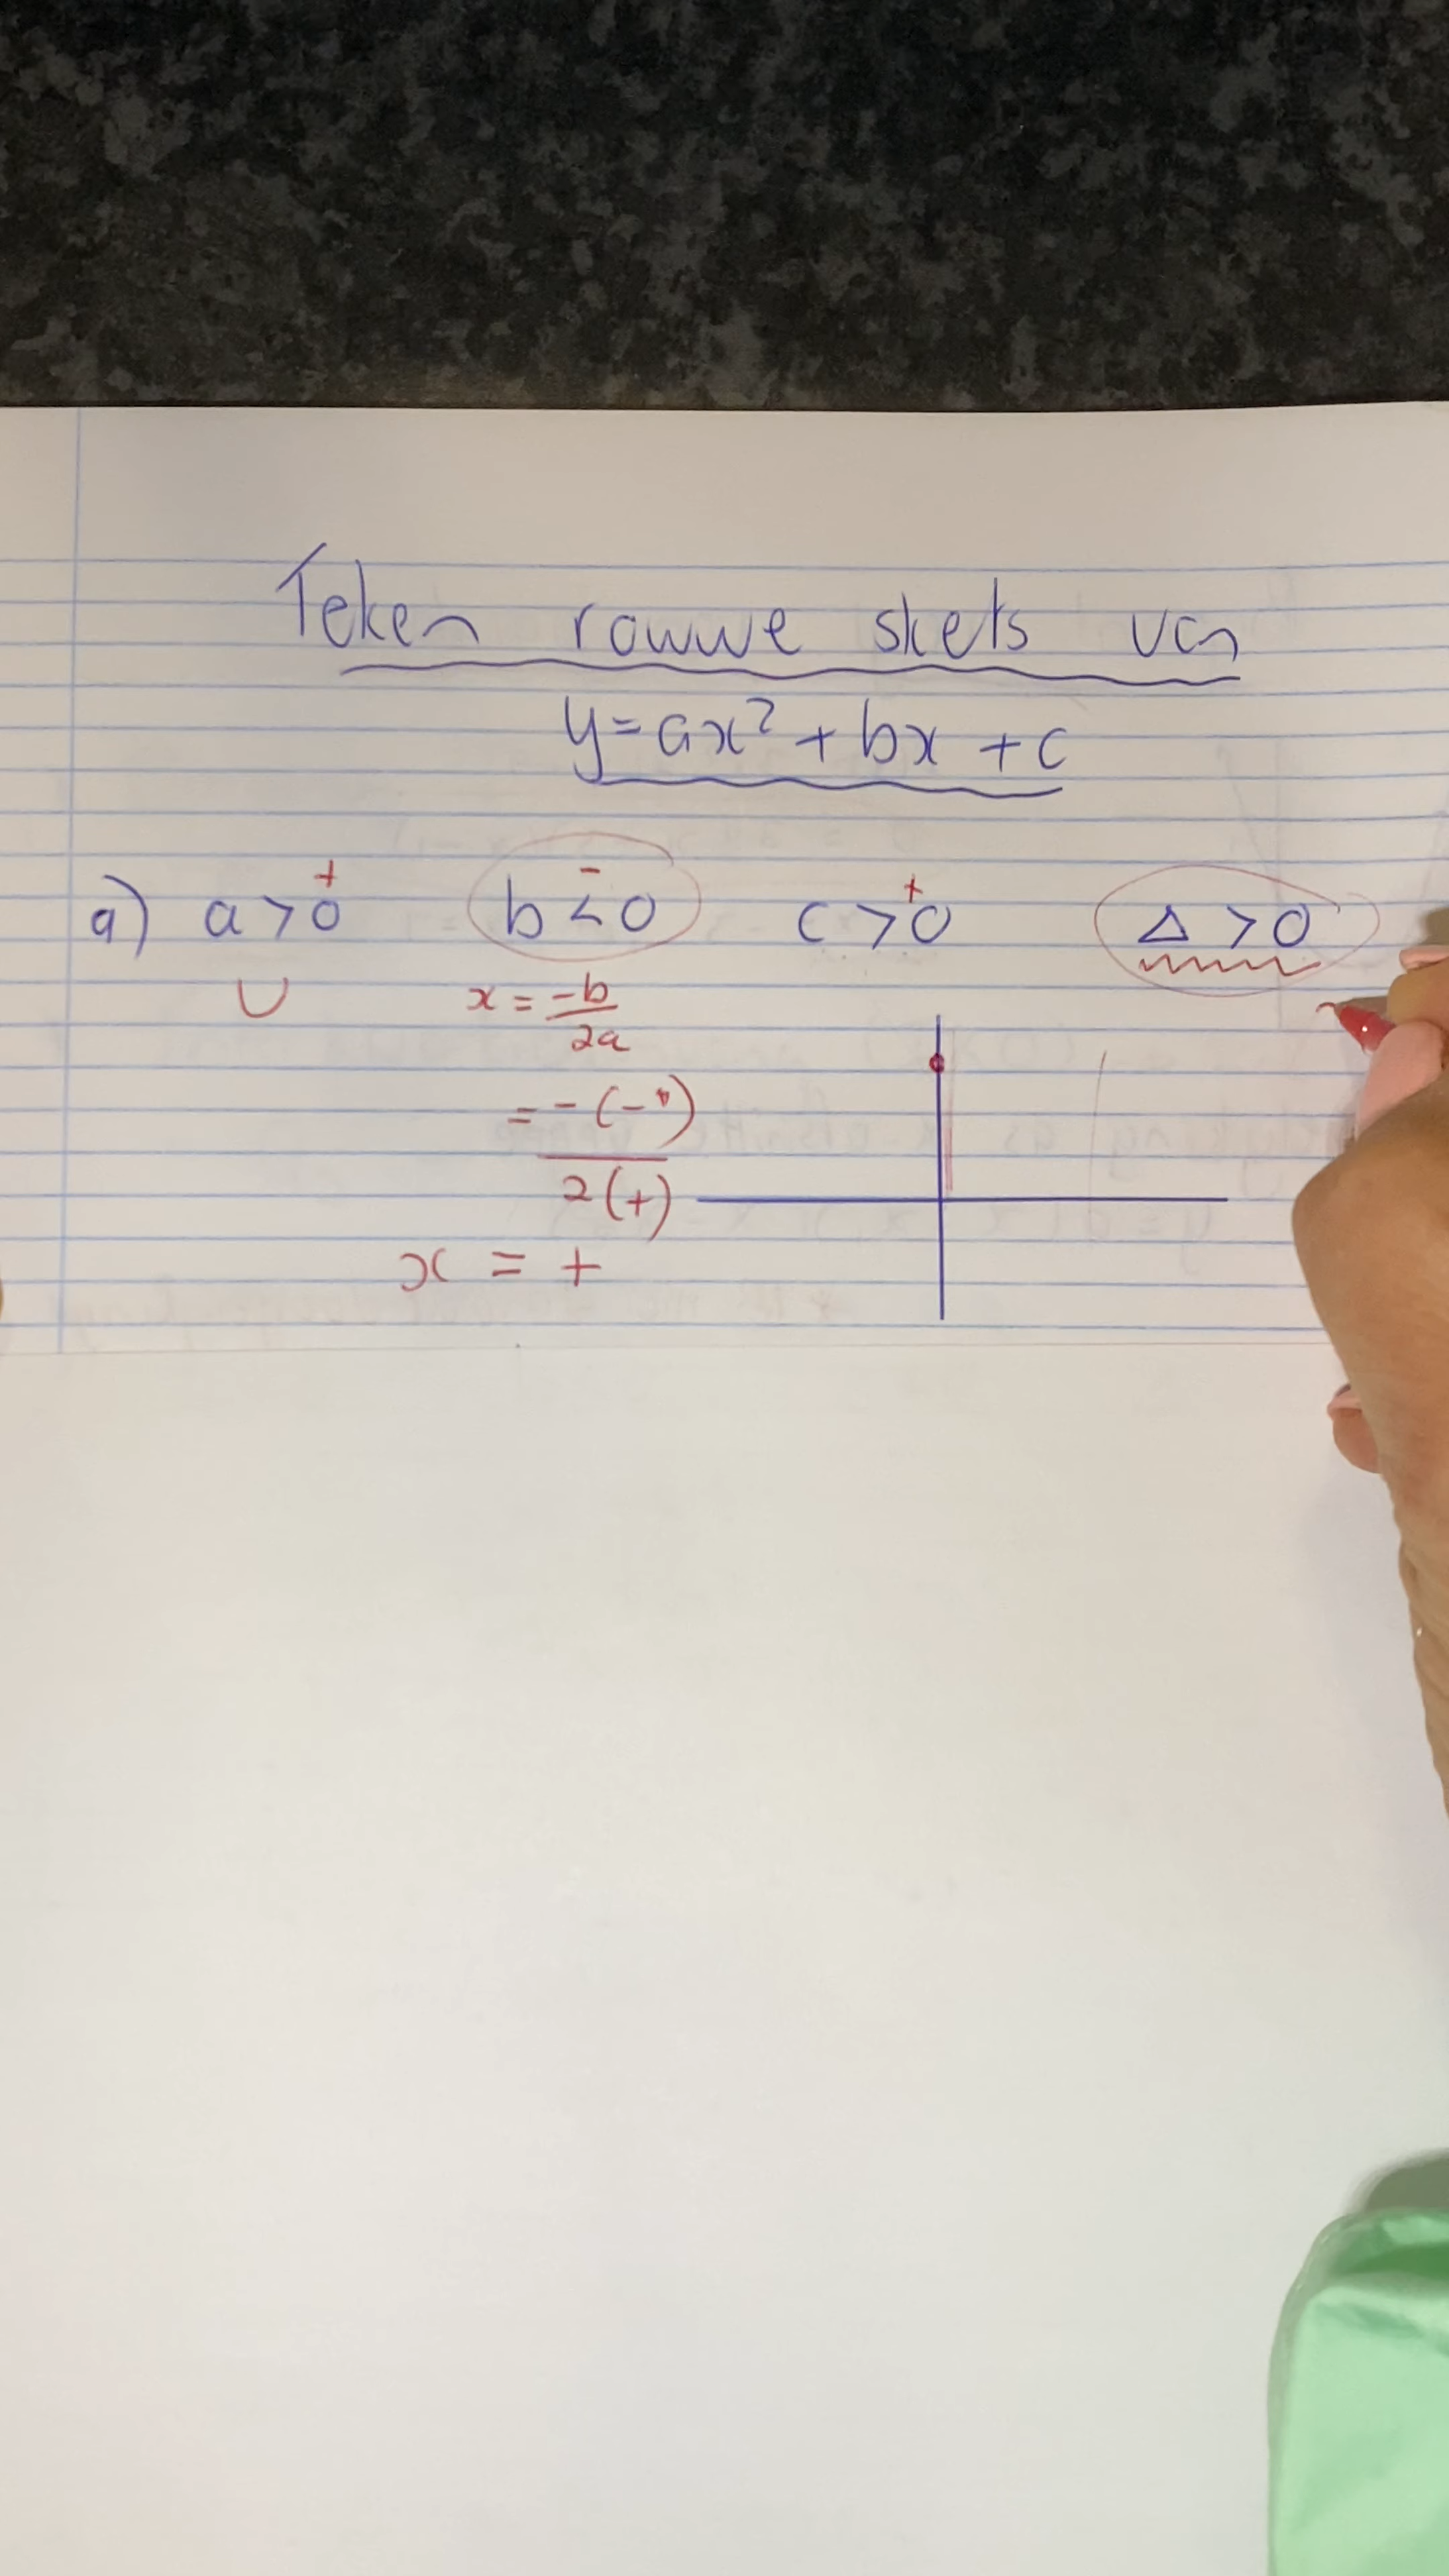 Teken rowwe skets van
y=ax²+bx+c
a) a>0 b<0 c>0 Δ>0
+ - +
∪ x = -b/2a
= -(-)/2(+)
x = +